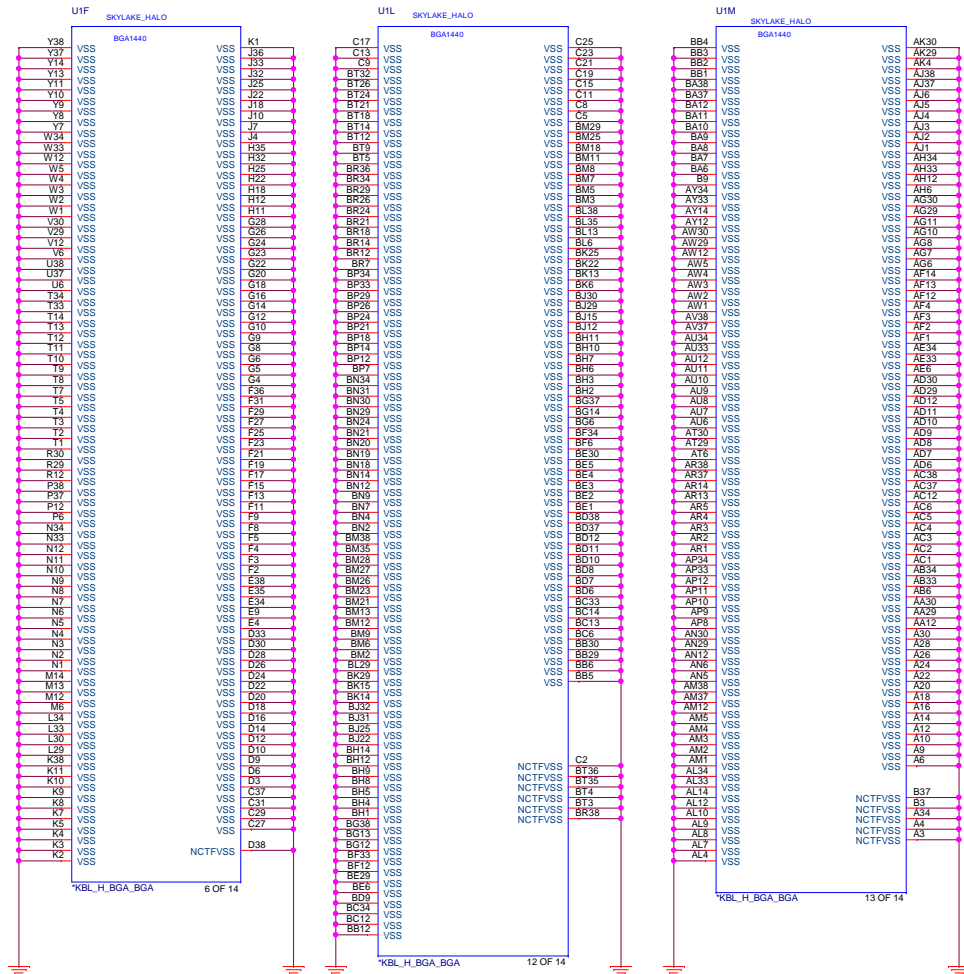 U1F
SKYLAKE_HALO
BGA1440
Y38 VSS VSS K1
Y37 VSS VSS J36
Y14 VSS VSS J33
Y13 VSS VSS J32
Y11 VSS VSS J25
Y10 VSS VSS J22
Y9 VSS VSS J18
Y8 VSS VSS J10
Y7 VSS VSS J7
W34 VSS VSS J4
W33 VSS VSS H35
W12 VSS VSS H32
W5 VSS VSS H25
W4 VSS VSS H22
W3 VSS VSS H18
W2 VSS VSS H12
W1 VSS VSS H11
V30 VSS VSS G28
V29 VSS VSS G26
V12 VSS VSS G24
V6 VSS VSS G23
U38 VSS VSS G22
U37 VSS VSS G20
U6 VSS VSS G18
T34 VSS VSS G16
T33 VSS VSS G14
T14 VSS VSS G12
T13 VSS VSS G10
T12 VSS VSS G9
T11 VSS VSS G8
T10 VSS VSS G6
T9 VSS VSS G5
T8 VSS VSS G4
T7 VSS VSS F36
T5 VSS VSS F31
T4 VSS VSS F29
T3 VSS VSS F27
T2 VSS VSS F25
T1 VSS VSS F23
R30 VSS VSS F21
R29 VSS VSS F19
R12 VSS VSS F17
P38 VSS VSS F15
P37 VSS VSS F13
P12 VSS VSS F11
P6 VSS VSS F9
N34 VSS VSS F8
N33 VSS VSS F5
N12 VSS VSS F4
N11 VSS VSS F3
N10 VSS VSS F2
N9 VSS VSS E38
N8 VSS VSS E35
N7 VSS VSS E34
N6 VSS VSS E9
N5 VSS VSS E4
N4 VSS VSS D33
N3 VSS VSS D30
N2 VSS VSS D28
N1 VSS VSS D26
M14 VSS VSS D24
M13 VSS VSS D22
M12 VSS VSS D20
M6 VSS VSS D18
L34 VSS VSS D16
L33 VSS VSS D14
L30 VSS VSS D12
L29 VSS VSS D10
K38 VSS VSS D9
K11 VSS VSS D6
K10 VSS VSS D3
K9 VSS VSS C37
K8 VSS VSS C31
K7 VSS VSS C29
K5 VSS VSS C27
K4 VSS
K3 VSS NCTFVSS D38
K2 VSS
*KBL_H_BGA_BGA 6 OF 14
U1L
SKYLAKE_HALO
BGA1440
C17 VSS VSS C25
C13 VSS VSS C23
C9 VSS VSS C21
BT32 VSS VSS C19
BT26 VSS VSS C15
BT24 VSS VSS C11
BT21 VSS VSS C8
BT18 VSS VSS C5
BT14 VSS VSS BM29
BT12 VSS VSS BM25
BT9 VSS VSS BM18
BT5 VSS VSS BM11
BR36 VSS VSS BM8
BR34 VSS VSS BM7
BR29 VSS VSS BM5
BR26 VSS VSS BM3
BR24 VSS VSS BL38
BR21 VSS VSS BL35
BR18 VSS VSS BL13
BR14 VSS VSS BL6
BR12 VSS VSS BK25
BR7 VSS VSS BK22
BP34 VSS VSS BK13
BP33 VSS VSS BK6
BP29 VSS VSS BJ30
BP26 VSS VSS BJ29
BP24 VSS VSS BJ15
BP21 VSS VSS BJ12
BP18 VSS VSS BH11
BP14 VSS VSS BH10
BP12 VSS VSS BH7
BP7 VSS VSS BH6
BN34 VSS VSS BH3
BN31 VSS VSS BH2
BN30 VSS VSS BG37
BN29 VSS VSS BG14
BN24 VSS VSS BG6
BN21 VSS VSS BF34
BN20 VSS VSS BF6
BN19 VSS VSS BE30
BN18 VSS VSS BE5
BN14 VSS VSS BE4
BN12 VSS VSS BE3
BN9 VSS VSS BE2
BN7 VSS VSS BE1
BN4 VSS VSS BD38
BN2 VSS VSS BD37
BM38 VSS VSS BD12
BM35 VSS VSS BD11
BM28 VSS VSS BD10
BM27 VSS VSS BD8
BM26 VSS VSS BD7
BM23 VSS VSS BD6
BM21 VSS VSS BC33
BM13 VSS VSS BC14
BM12 VSS VSS BC13
BM9 VSS VSS BC6
BM6 VSS VSS BB30
BM2 VSS VSS BB29
BL29 VSS VSS BB6
BK29 VSS VSS BB5
BK15 VSS
BK14 VSS
BJ32 VSS
BJ31 VSS
BJ25 VSS
BJ22 VSS
BH14 VSS
BH12 VSS NCTFVSS C2
BH9 VSS NCTFVSS BT36
BH8 VSS NCTFVSS BT35
BH5 VSS NCTFVSS BT4
BH4 VSS NCTFVSS BT3
BH1 VSS NCTFVSS BR38
BG38 VSS
BG13 VSS
BG12 VSS
BF33 VSS
BF12 VSS
BE29 VSS
BE6 VSS
BD9 VSS
BC34 VSS
BC12 VSS
BB12 VSS
*KBL_H_BGA_BGA 12 OF 14
U1M
SKYLAKE_HALO
BGA1440
BB4 VSS VSS AK30
BB3 VSS VSS AK29
BB2 VSS VSS AK4
BB1 VSS VSS AJ38
BA38 VSS VSS AJ37
BA37 VSS VSS AJ6
BA12 VSS VSS AJ5
BA11 VSS VSS AJ4
BA10 VSS VSS AJ3
BA9 VSS VSS AJ2
BA8 VSS VSS AJ1
BA7 VSS VSS AH34
BA6 VSS VSS AH33
B9 VSS VSS AH12
AY34 VSS VSS AH6
AY33 VSS VSS AG30
AY14 VSS VSS AG29
AY12 VSS VSS AG11
AW30 VSS VSS AG10
AW29 VSS VSS AG8
AW12 VSS VSS AG7
AW5 VSS VSS AG6
AW4 VSS VSS AF14
AW3 VSS VSS AF13
AW2 VSS VSS AF12
AW1 VSS VSS AF4
AV38 VSS VSS AF3
AV37 VSS VSS AF2
AU34 VSS VSS AF1
AU33 VSS VSS AE34
AU12 VSS VSS AE33
AU11 VSS VSS AE6
AU10 VSS VSS AD30
AU9 VSS VSS AD29
AU8 VSS VSS AD12
AU7 VSS VSS AD11
AU6 VSS VSS AD10
AT30 VSS VSS AD9
AT29 VSS VSS AD8
AT6 VSS VSS AD7
AR38 VSS VSS AD6
AR37 VSS VSS AC38
AR14 VSS VSS AC37
AR13 VSS VSS AC12
AR5 VSS VSS AC6
AR4 VSS VSS AC5
AR3 VSS VSS AC4
AR2 VSS VSS AC3
AR1 VSS VSS AC2
AP34 VSS VSS AC1
AP33 VSS VSS AB34
AP12 VSS VSS AB33
AP11 VSS VSS AB6
AP10 VSS VSS AA30
AP9 VSS VSS AA29
AP8 VSS VSS AA12
AN30 VSS VSS A30
AN29 VSS VSS A28
AN12 VSS VSS A26
AN6 VSS VSS A24
AN5 VSS VSS A22
AM38 VSS VSS A20
AM37 VSS VSS A18
AM12 VSS VSS A16
AM5 VSS VSS A14
AM4 VSS VSS A12
AM3 VSS VSS A10
AM2 VSS VSS A9
AM1 VSS VSS A6
AL34 VSS
AL33 VSS
AL14 VSS NCTFVSS B37
AL12 VSS NCTFVSS B3
AL10 VSS NCTFVSS A34
AL9 VSS NCTFVSS A4
AL8 VSS NCTFVSS A3
AL7 VSS
AL4 VSS
*KBL_H_BGA_BGA 13 OF 14